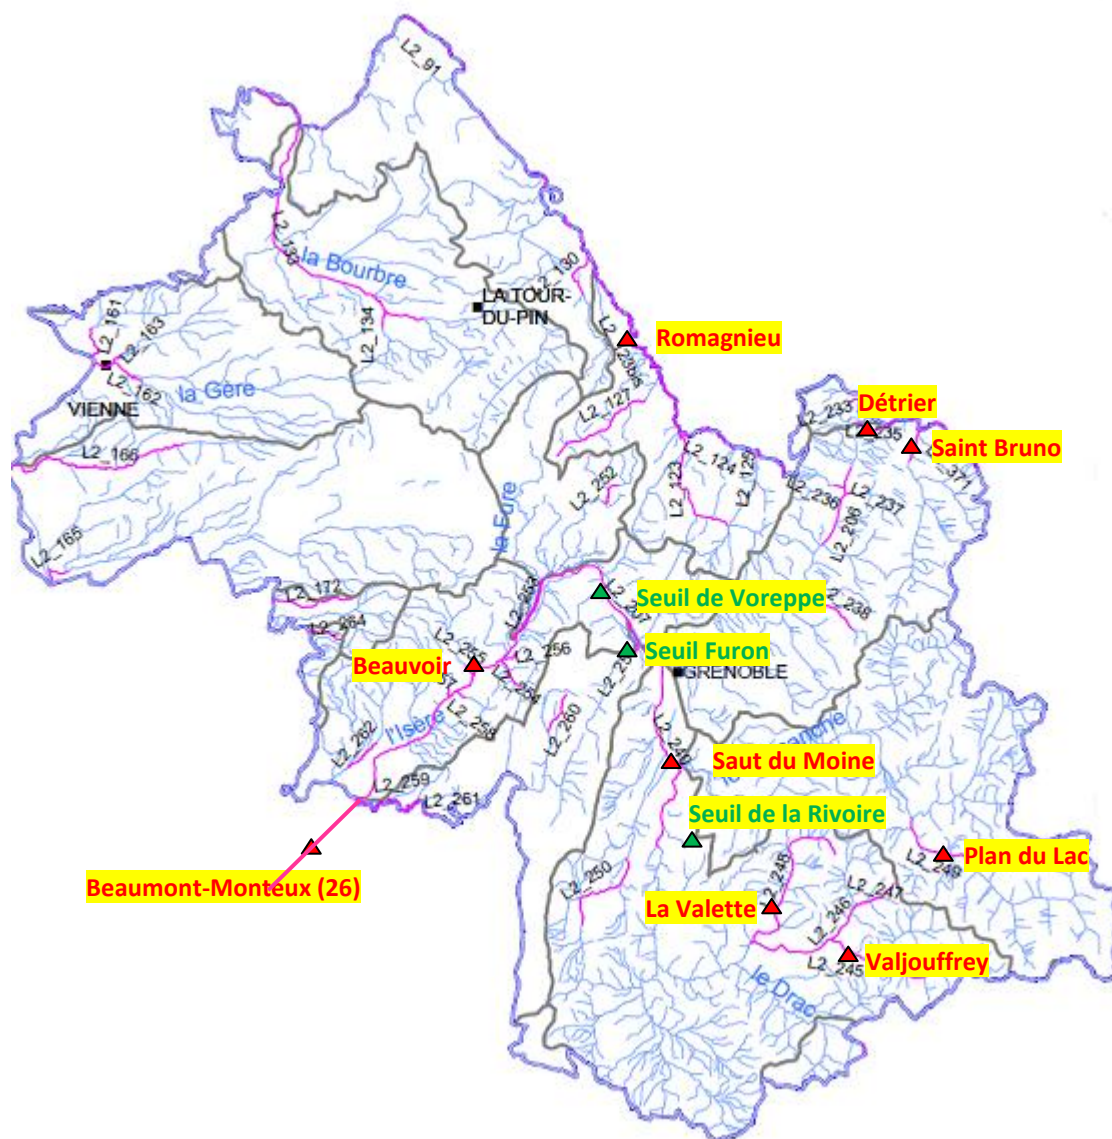 L2_91
L2_133
la Bourbre
L2_130
LA TOUR-
DU-PIN
L2_134
L2_161
L2_163
L2_162
VIENNE
la Gère
Romagnieu
L2_127
L2_166
L2_233
Détrier
Saint Bruno
L2_124
L2_123
L2_236
L2_237
L2_206
L2_252
la Fure
L2_165
L2_172
L2_264
Seuil de Voreppe
L2_238
L2_255
L2_256
Beauvoir
L2_254
Seuil Furon
GRENOBLE
L2_258
L2_260
l'Isère
L2_262
L2_259
L2_261
Saut du Moine
Seuil de la Rivoire
Beaumont-Monteux (26)
L2_250
L2_248
Plan du Lac
L2_249
La Valette
L2_247
L2_246
L2_245
Valjouffrey
le Drac